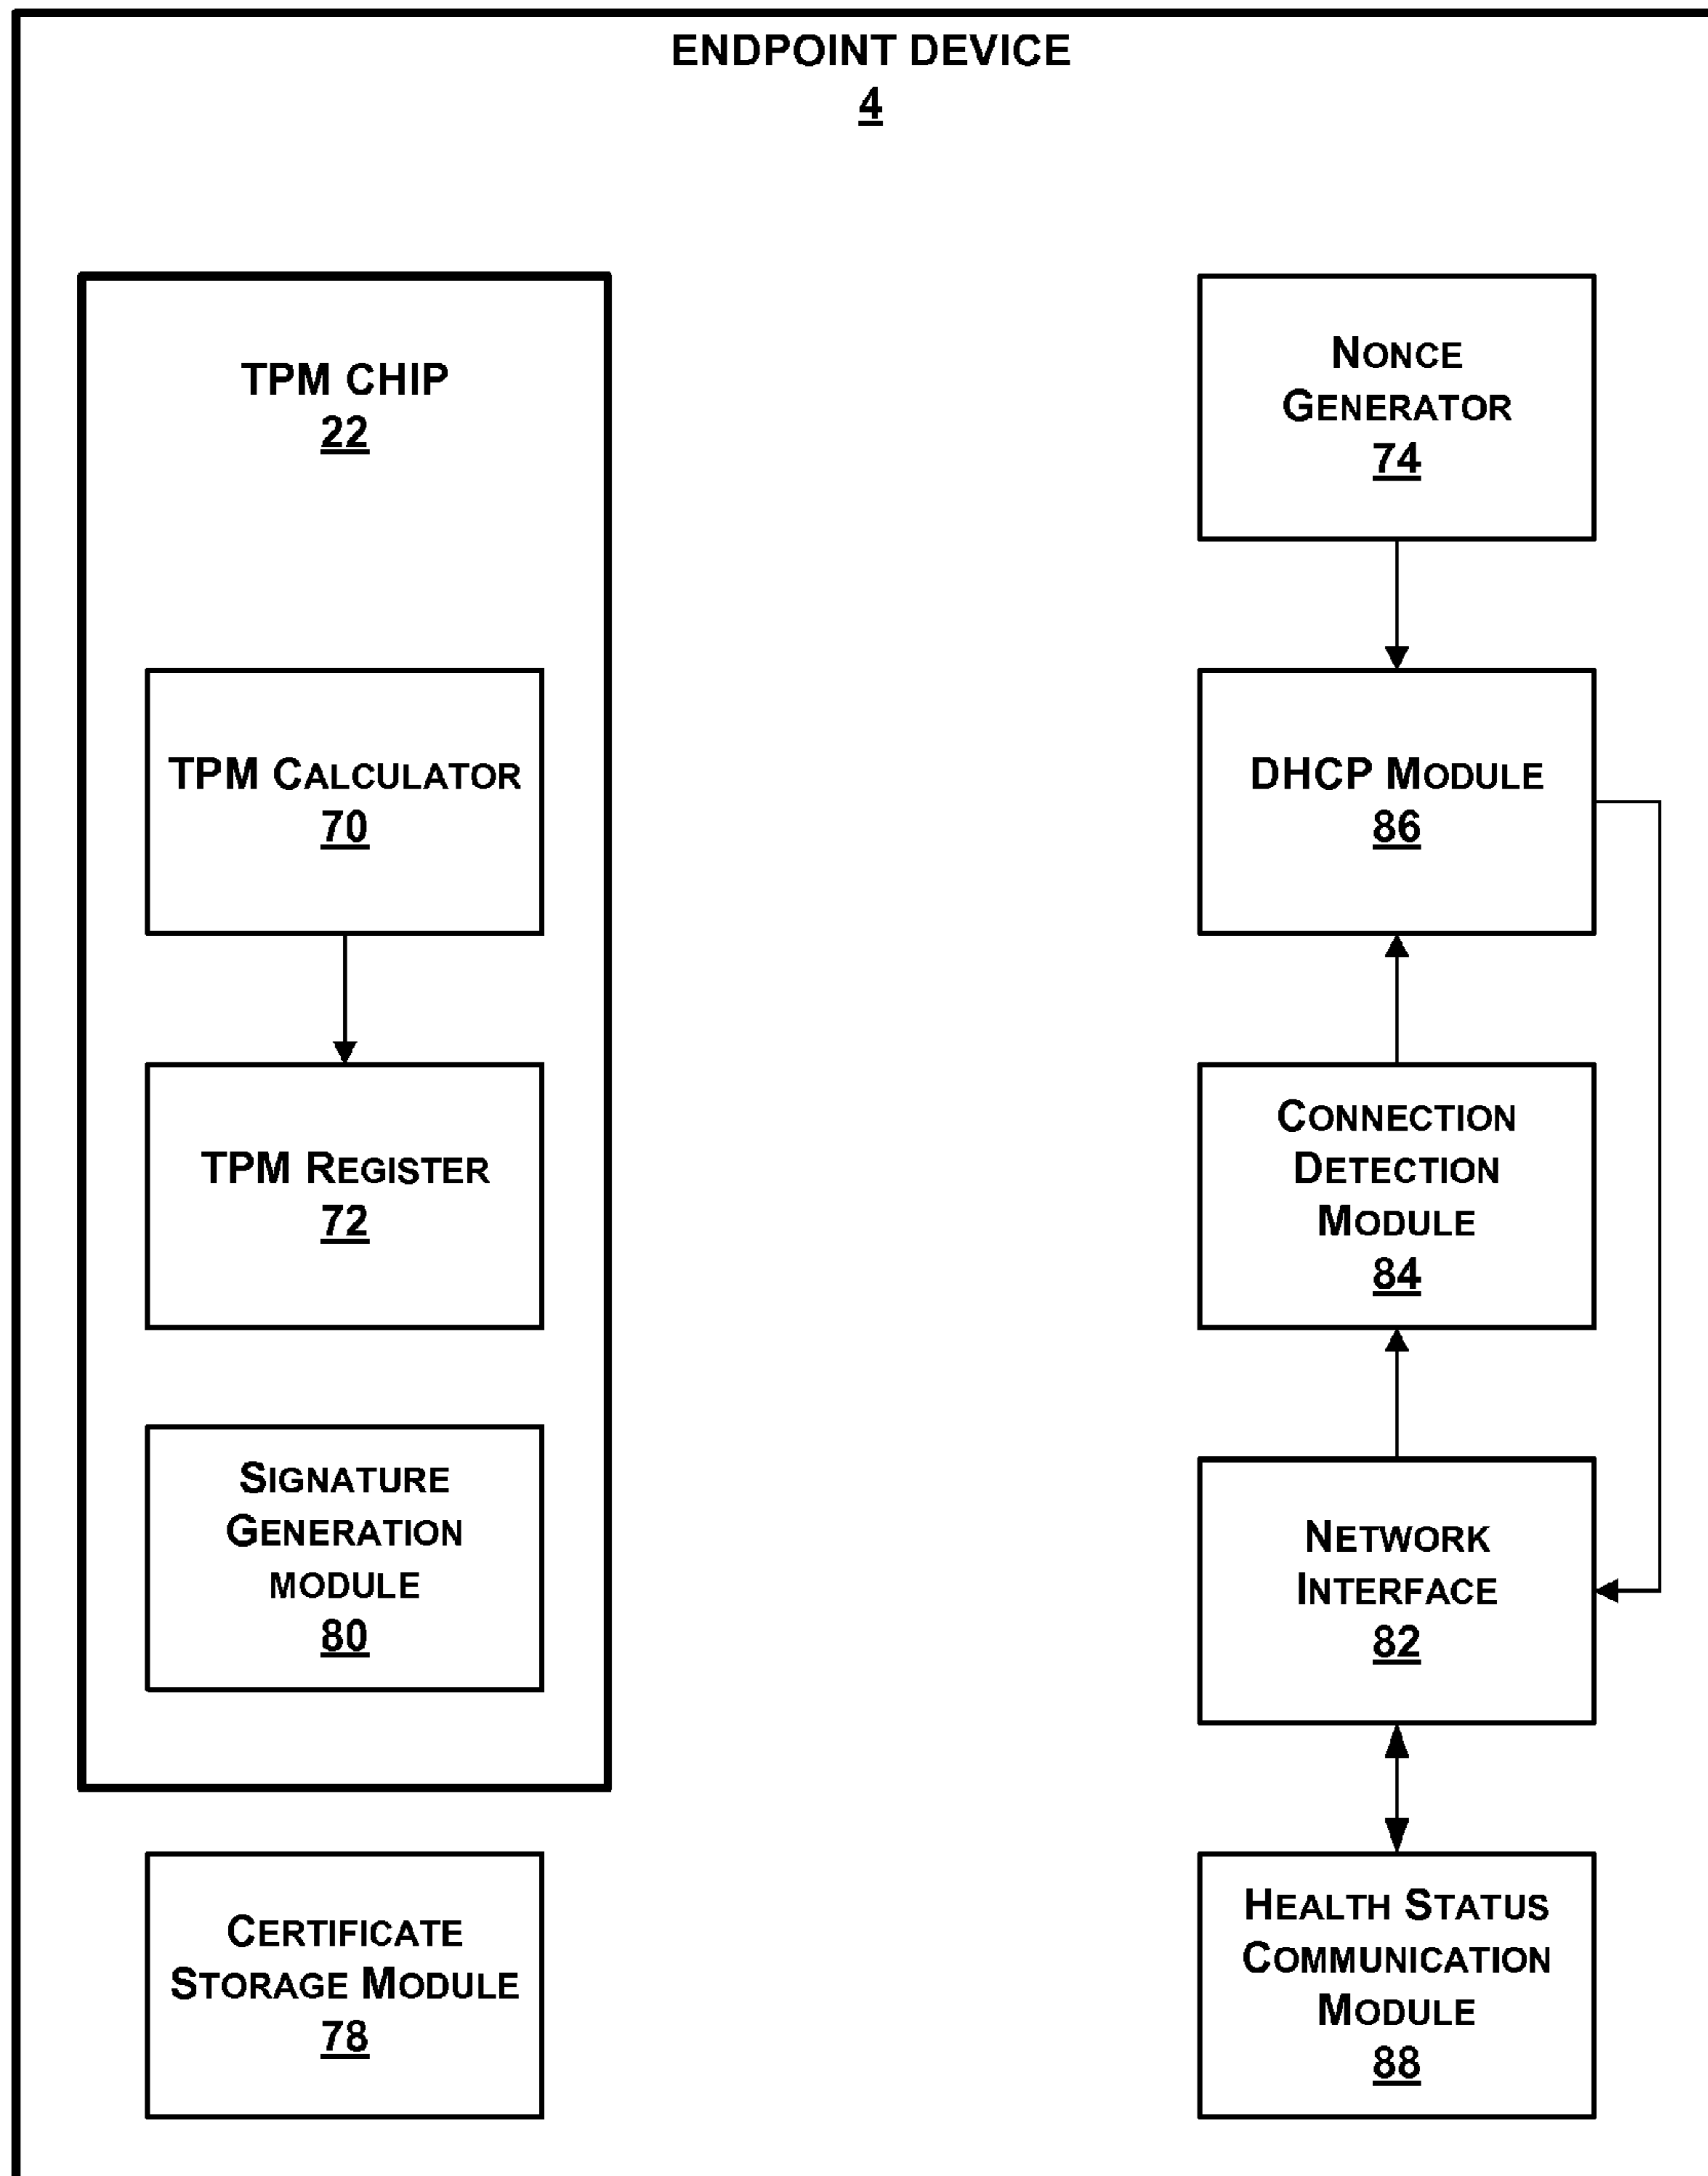 ENDPOINT DEVICE
4
TPM CHIP
22
TPM CALCULATOR
70
TPM REGISTER
72
SIGNATURE
GENERATION
MODULE
80
CERTIFICATE
STORAGE MODULE
78
NONCE
GENERATOR
74
DHCP MODULE
86
CONNECTION
DETECTION
MODULE
84
NETWORK
INTERFACE
82
HEALTH STATUS
COMMUNICATION
MODULE
88